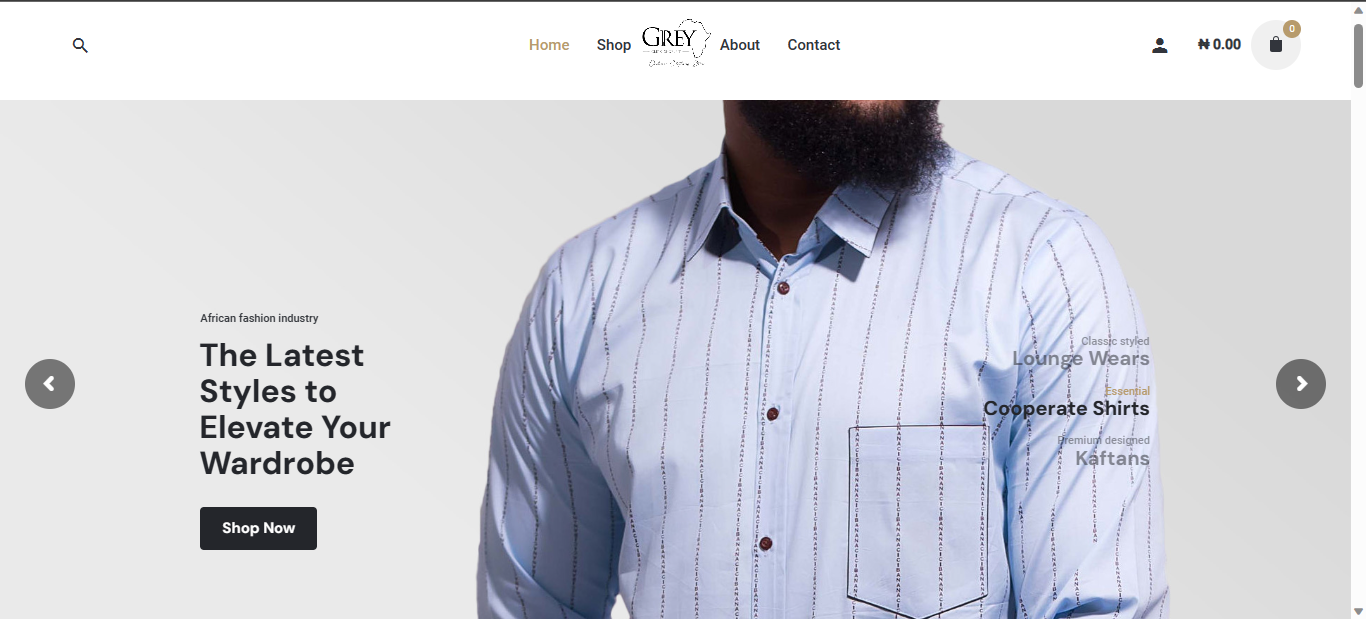 Home
Shop
GREY
About
Contact
₦ 0.00
0
African fashion industry
The Latest
Styles to
Elevate Your
Wardrobe
Shop Now
Classic styled
Lounge Wears
Essential
Cooperate Shirts
Premium designed
Kaftans